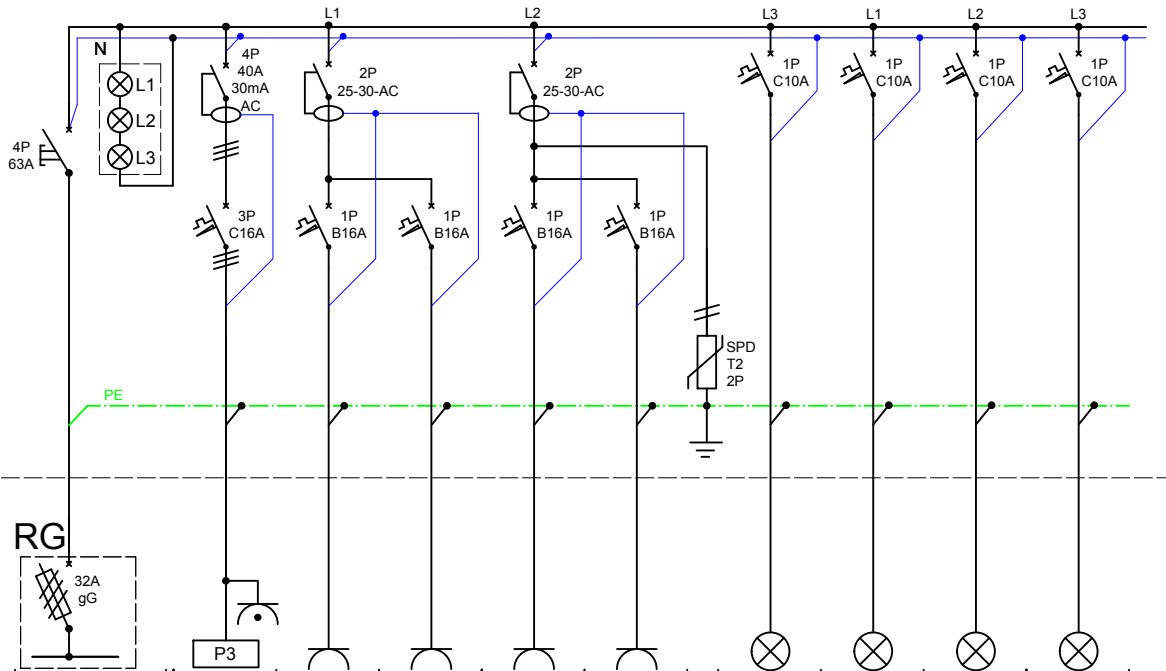 L1
L2
L3
L1
L2
L3
N
L1
L2
L3
4P
63A
4P
40A
30mA
AC
2P
25-30-AC
2P
25-30-AC
1P
C10A
1P
C10A
1P
C10A
1P
C10A
3P
C16A
1P
B16A
1P
B16A
1P
B16A
1P
B16A
SPD
T2
2P
PE
RG
32A
gG
P3